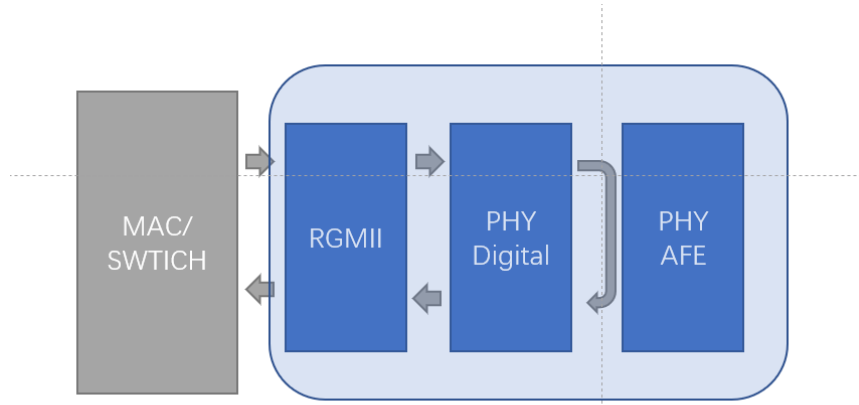 MAC/
SWTICH
RGMII
PHY
Digital
PHY
AFE